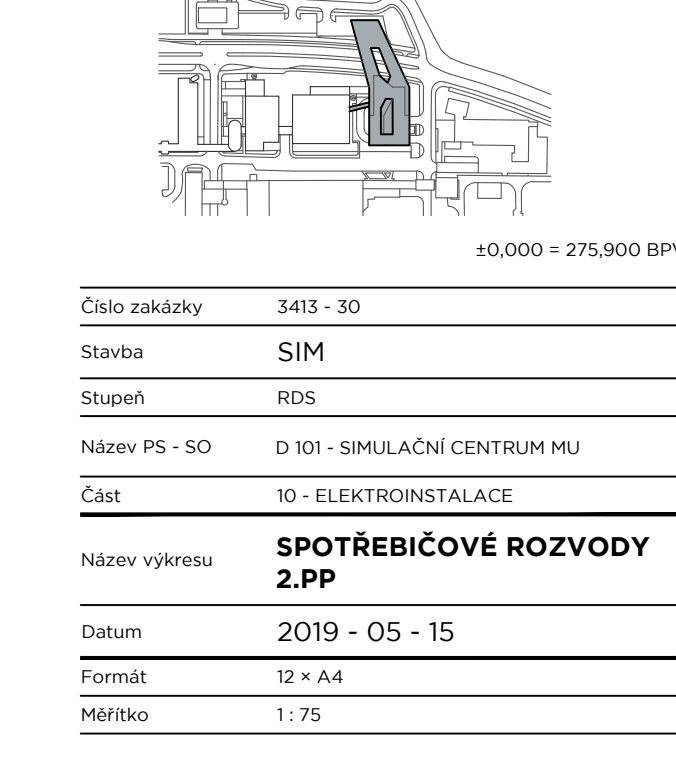 ±0,000 = 275,900 BPV
Číslo zakázky 3413 - 30
Stavba SIM
Stupeň RDS
Název PS - SO D 101 - SIMULAČNÍ CENTRUM MU
Část 10 - ELEKTROINSTALACE
Název výkresu SPOTŘEBIČOVÉ ROZVODY
2.PP
Datum 2019 - 05 - 15
Formát 12 × A4
Měřítko 1 : 75